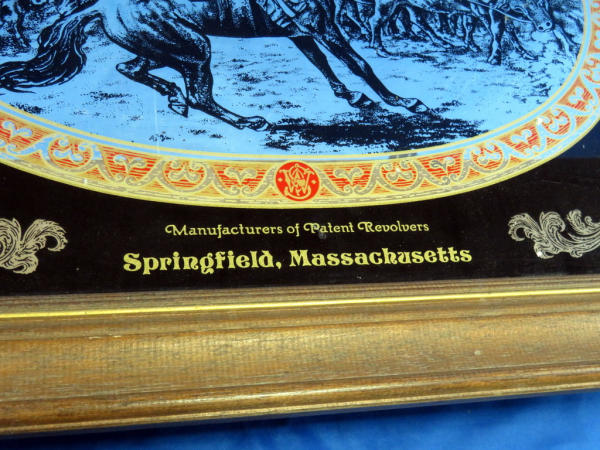 S&W
Manufacturers of Patent Revolvers
Springfield, Massachusetts